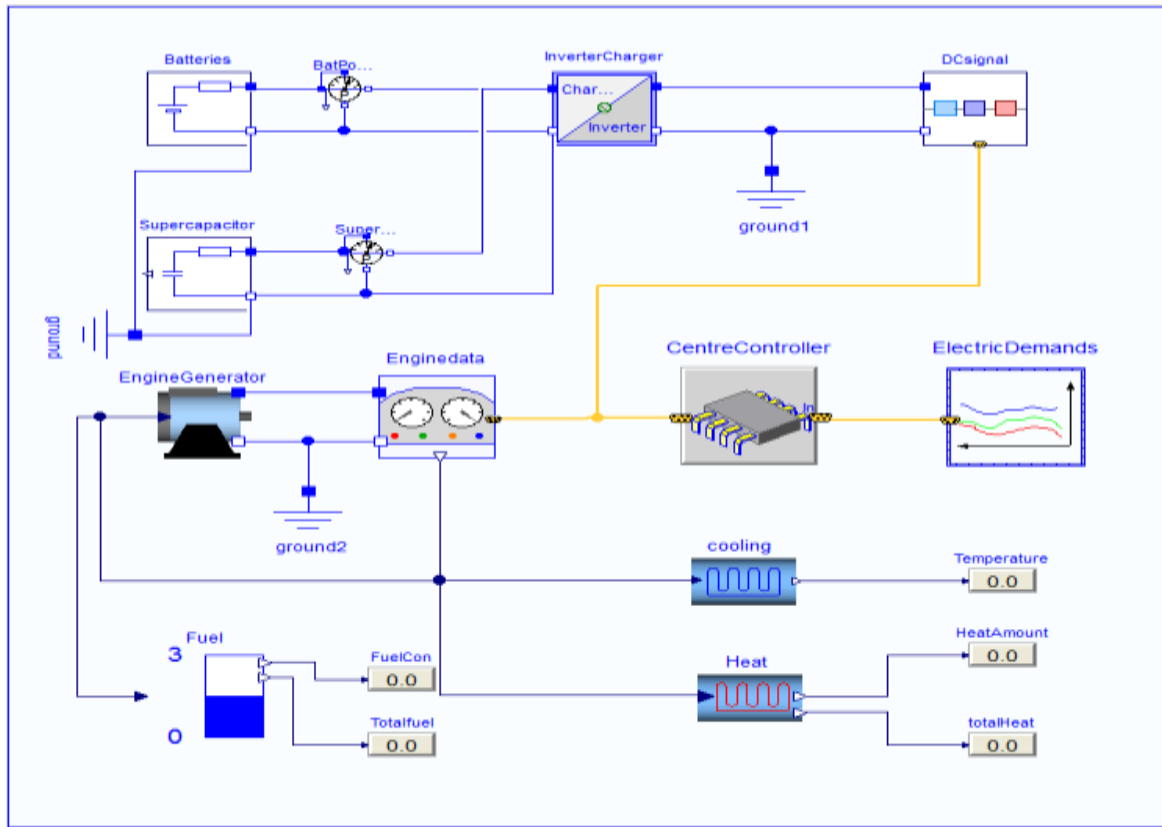 Batteries
BatPo...
InverterCharger
DCsignal
Char...
Inverter
P
ground1
Supercapacitor
Super...
P
ground
CentreController
ElectricDemands
Enginedata
EngineGenerator
In
ground2
cooling
Temperature
0.0
Fuel
3
FuelCon
0.0
0
Totalfuel
0.0
Heat
HeatAmount
0.0
totalHeat
0.0